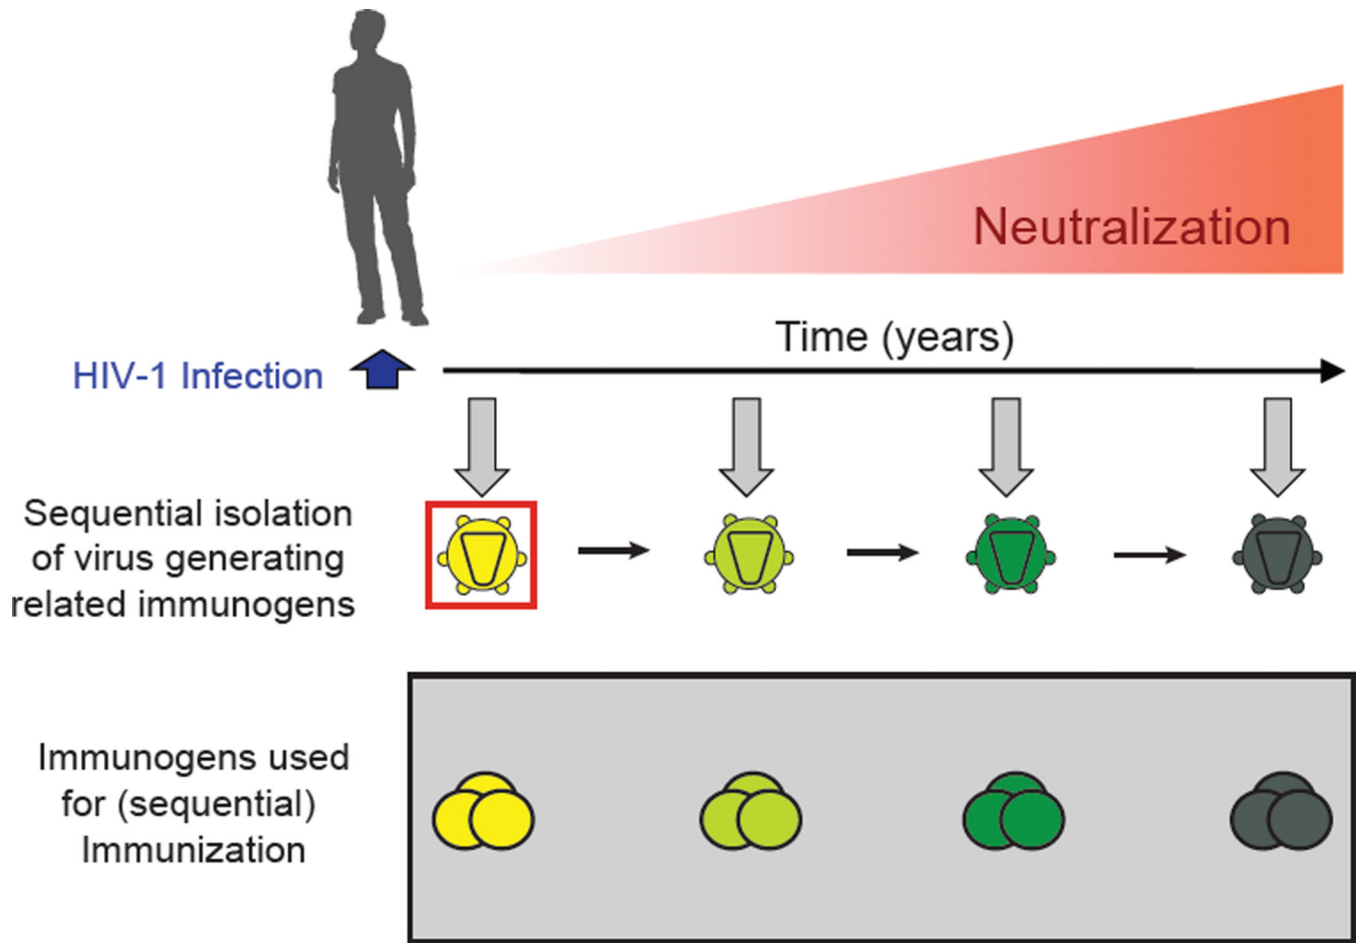 Neutralization
Time (years)
HIV-1 Infection
Sequential isolation
of virus generating
related immunogens
Immunogens used
for (sequential)
Immunization